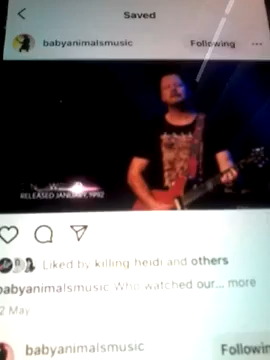 Saved
babyanimalsmusic Following
RELEASED JANUARY, 1992
Liked by killing heidi and others
babyanimalsmusic Who watched our... more
2 May
babyanimalsmusic Followin